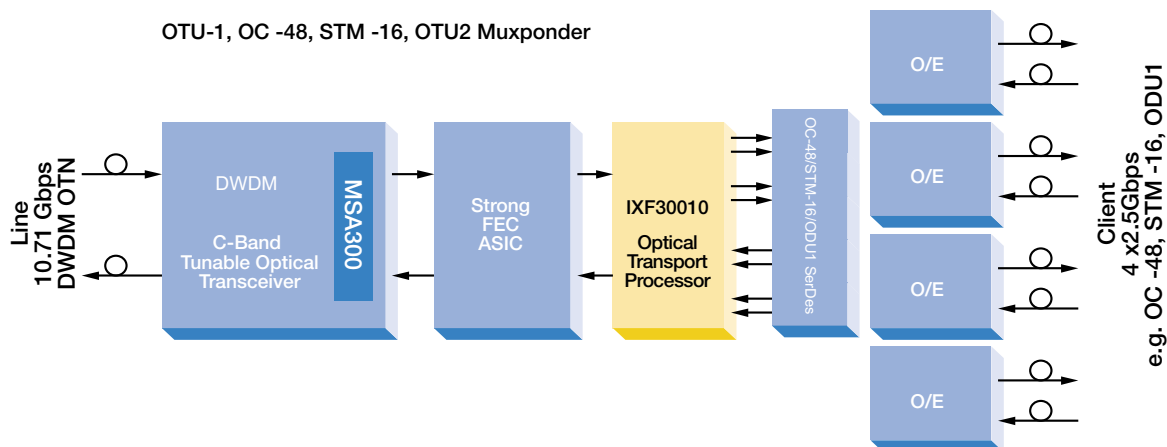 OTU-1, OC -48, STM -16, OTU2 Muxponder
Line
10.71 Gbps
DWDM OTN
DWDM
C-Band
Tunable Optical
Transceiver
MSA300
Strong
FEC
ASIC
IXF30010
Optical
Transport
Processor
OC-48/STM-16/ODU1 SerDes
O/E
O/E
O/E
O/E
Client
4 x2.5Gbps
e.g. OC -48, STM -16, ODU1